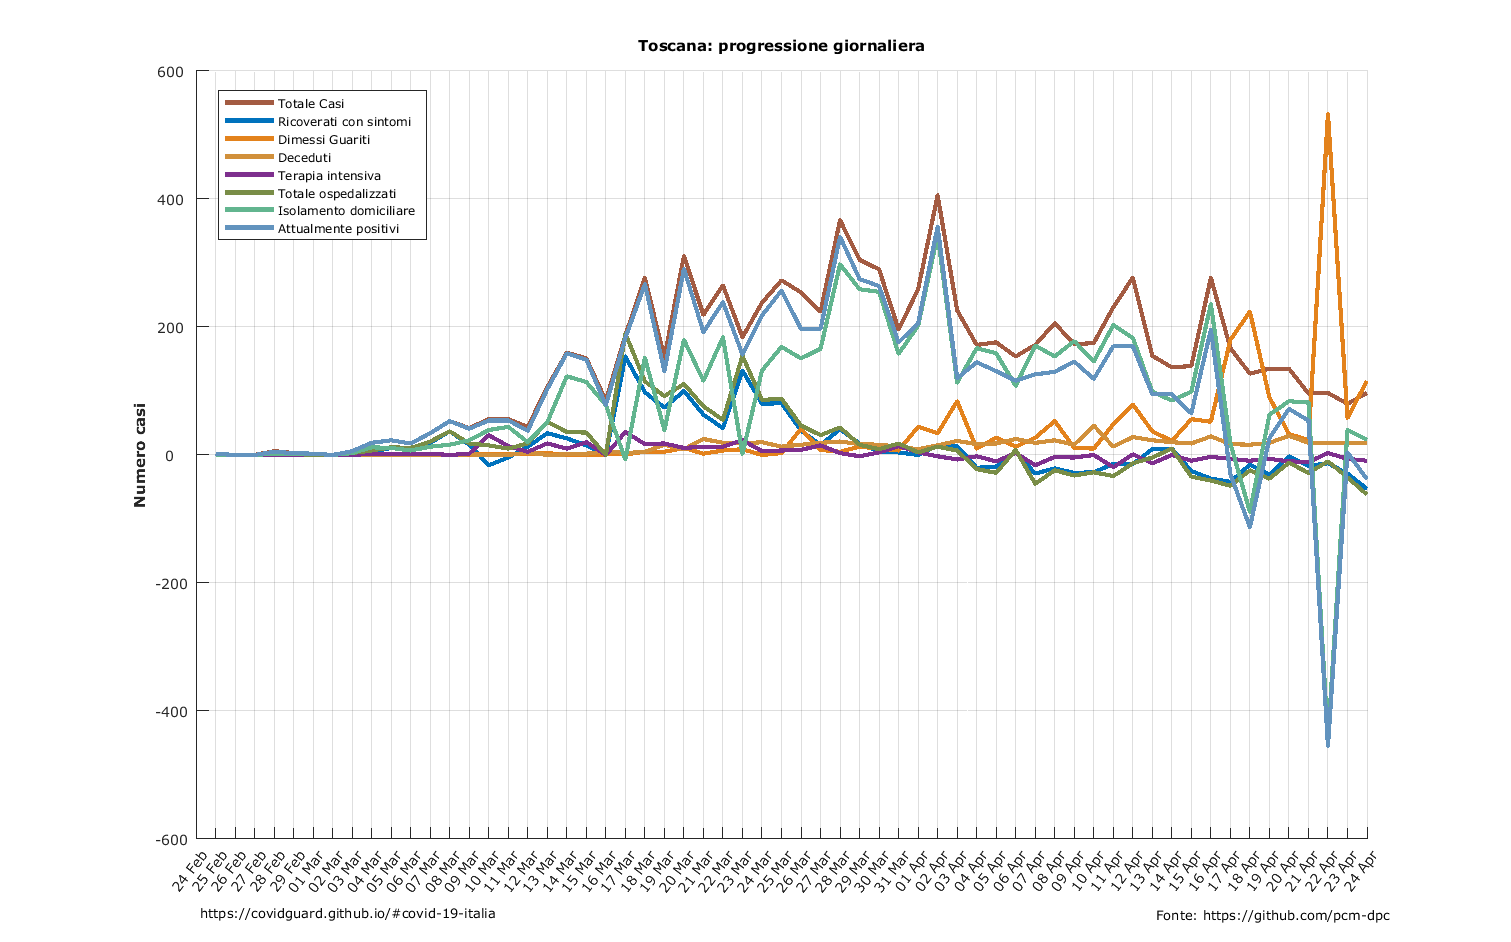 Toscana: progressione giornaliera
600
400
200
0
-200
-400
-600
Numero casi
Totale Casi
Ricoverati con sintomi
Dimessi Guariti
Deceduti
Terapia intensiva
Totale ospedalizzati
Isolamento domiciliare
Attualmente positivi
24 Feb
25 Feb
26 Feb
27 Feb
28 Feb
29 Feb
01 Mar
02 Mar
03 Mar
04 Mar
05 Mar
06 Mar
07 Mar
08 Mar
09 Mar
10 Mar
11 Mar
12 Mar
13 Mar
14 Mar
15 Mar
16 Mar
17 Mar
18 Mar
19 Mar
20 Mar
21 Mar
22 Mar
23 Mar
24 Mar
25 Mar
26 Mar
27 Mar
28 Mar
29 Mar
30 Mar
31 Mar
01 Apr
02 Apr
03 Apr
04 Apr
05 Apr
06 Apr
07 Apr
08 Apr
09 Apr
10 Apr
11 Apr
12 Apr
13 Apr
14 Apr
15 Apr
16 Apr
17 Apr
18 Apr
19 Apr
20 Apr
21 Apr
22 Apr
23 Apr
24 Apr
https://covidguard.github.io/#covid-19-italia
Fonte: https://github.com/pcm-dpc